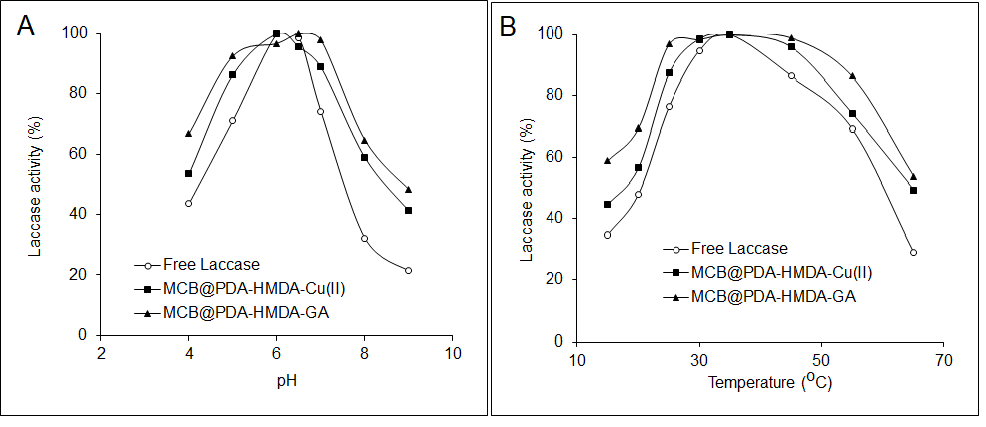 A
100
80
60
40
20
0
Laccase activity (%)
Free Laccase
MCB@PDA-HMDA-Cu(II)
MCB@PDA-HMDA-GA
2 4 6 8 10
pH
B
100
80
60
40
20
0
Laccase activity (%)
Free Laccase
MCB@PDA-HMDA-Cu(II)
MCB@PDA-HMDA-GA
10 30 50 70
Temperature (°C)